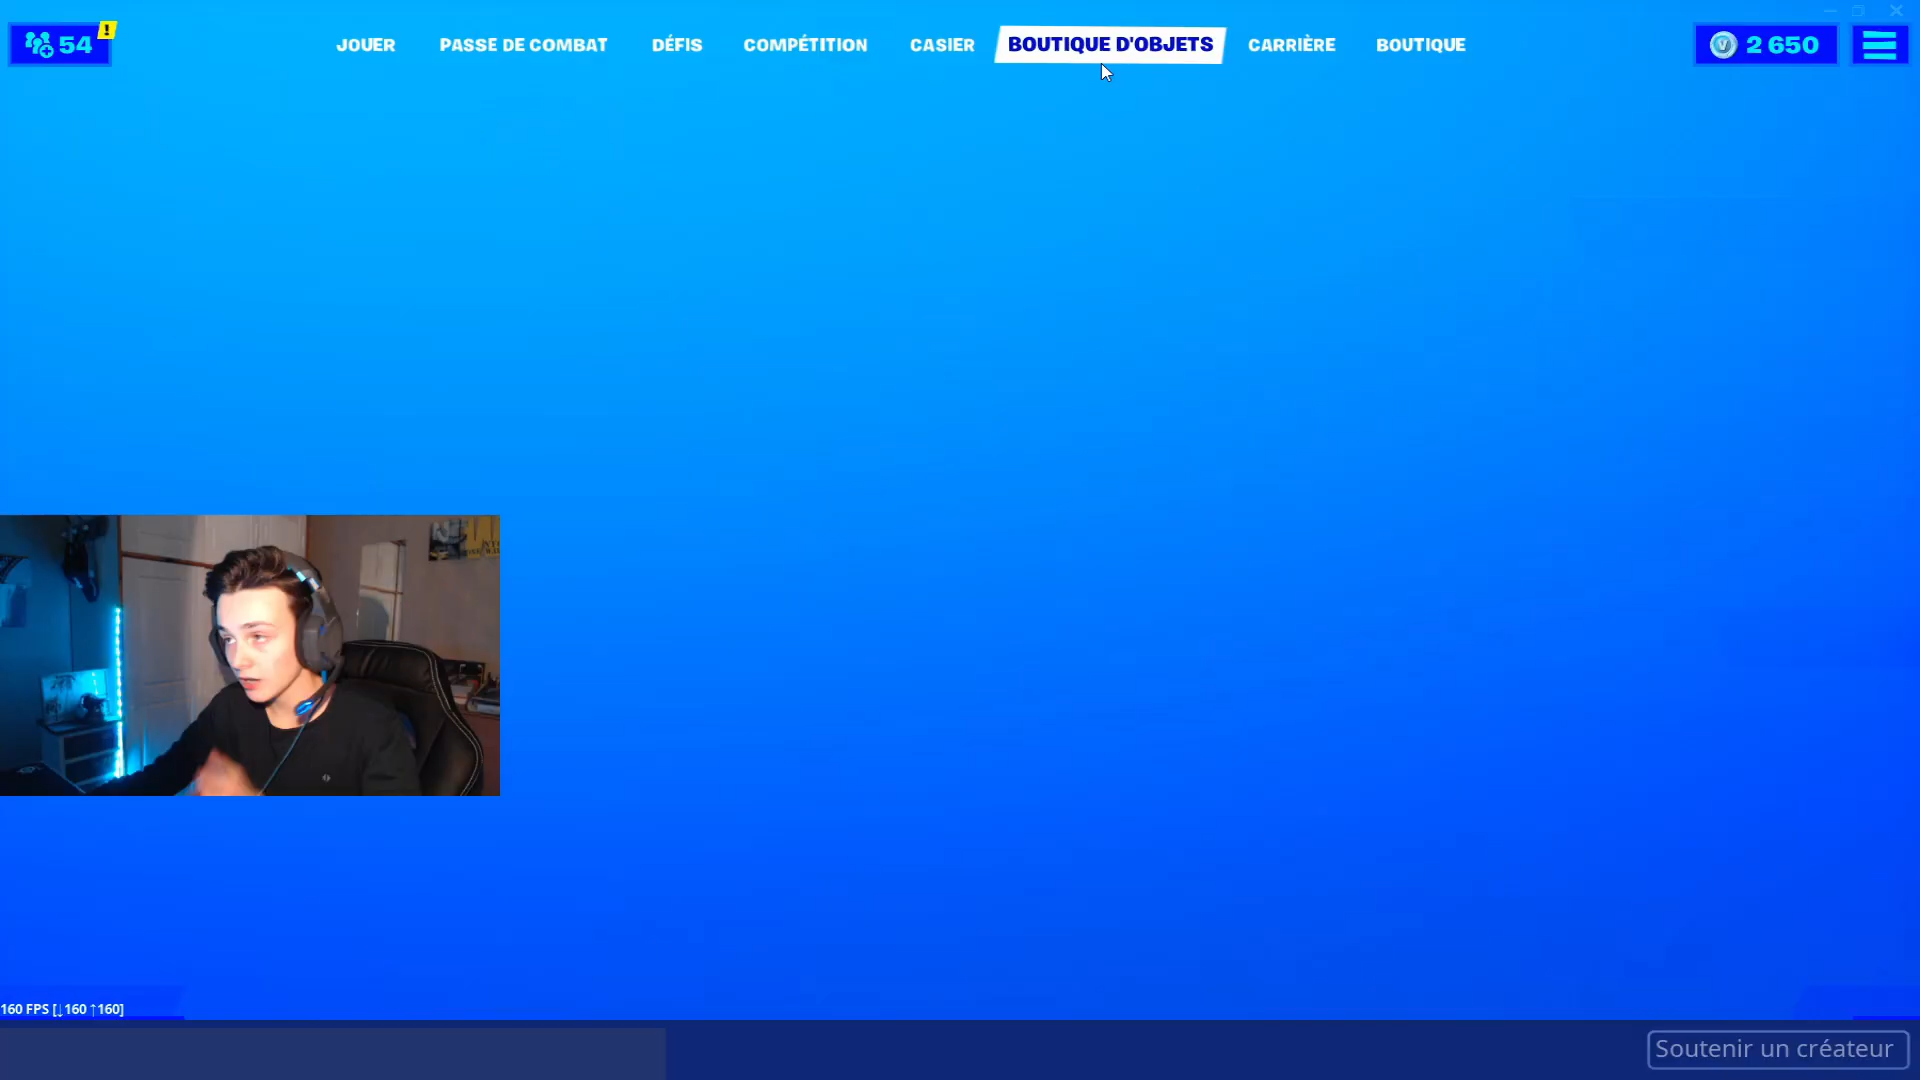 54 !
JOUER PASSE DE COMBAT DÉFIS COMPÉTITION CASIER BOUTIQUE D'OBJETS CARRIÈRE BOUTIQUE
V 2 650
160 FPS [↓160 ↑160]
Soutenir un créateur